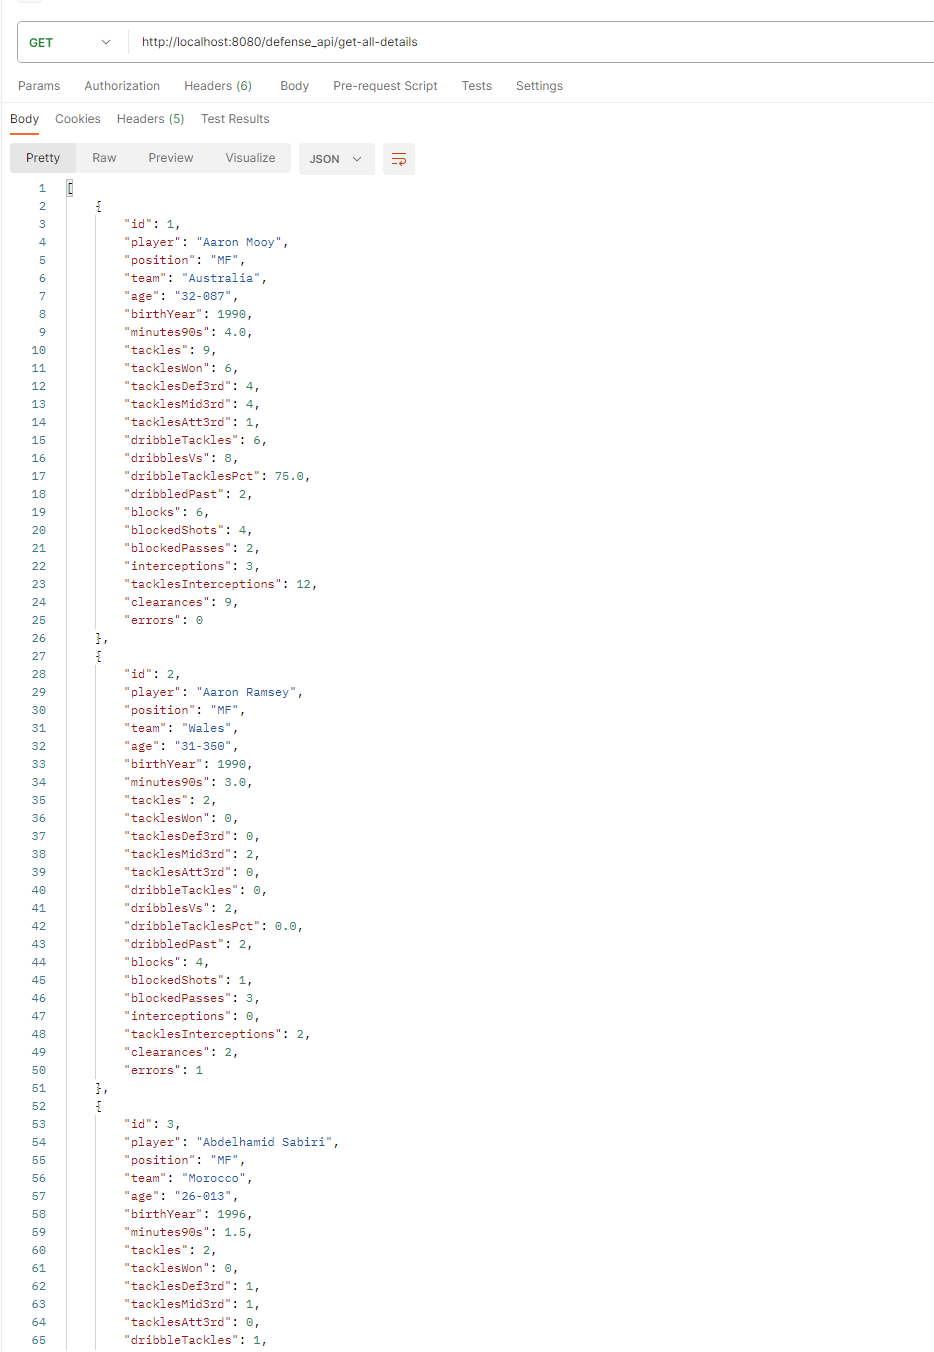 GET http://localhost:8080/defense_api/get-all-details
Params Authorization Headers (6) Body Pre-request Script Tests Settings
Body Cookies Headers (5) Test Results
Pretty Raw Preview Visualize JSON
1 [
2 {
3 "id": 1,
4 "player": "Aaron Mooy",
5 "position": "MF",
6 "team": "Australia",
7 "age": "32-087",
8 "birthYear": 1990,
9 "minutes90s": 4.0,
10 "tackles": 9,
11 "tacklesWon": 6,
12 "tacklesDef3rd": 4,
13 "tacklesMid3rd": 4,
14 "tacklesAtt3rd": 1,
15 "dribbleTackles": 6,
16 "dribblesVs": 8,
17 "dribbleTacklesPct": 75.0,
18 "dribbledPast": 2,
19 "blocks": 6,
20 "blockedShots": 4,
21 "blockedPasses": 2,
22 "interceptions": 3,
23 "tacklesInterceptions": 12,
24 "clearances": 9,
25 "errors": 0
26 },
27 {
28 "id": 2,
29 "player": "Aaron Ramsey",
30 "position": "MF",
31 "team": "Wales",
32 "age": "31-350",
33 "birthYear": 1990,
34 "minutes90s": 3.0,
35 "tackles": 2,
36 "tacklesWon": 0,
37 "tacklesDef3rd": 0,
38 "tacklesMid3rd": 2,
39 "tacklesAtt3rd": 0,
40 "dribbleTackles": 0,
41 "dribblesVs": 2,
42 "dribbleTacklesPct": 0.0,
43 "dribbledPast": 2,
44 "blocks": 4,
45 "blockedShots": 1,
46 "blockedPasses": 3,
47 "interceptions": 0,
48 "tacklesInterceptions": 2,
49 "clearances": 2,
50 "errors": 1
51 },
52 {
53 "id": 3,
54 "player": "Abdelhamid Sabiri",
55 "position": "MF",
56 "team": "Morocco",
57 "age": "26-013",
58 "birthYear": 1996,
59 "minutes90s": 1.5,
60 "tackles": 2,
61 "tacklesWon": 0,
62 "tacklesDef3rd": 1,
63 "tacklesMid3rd": 1,
64 "tacklesAtt3rd": 0,
65 "dribbleTackles": 1,